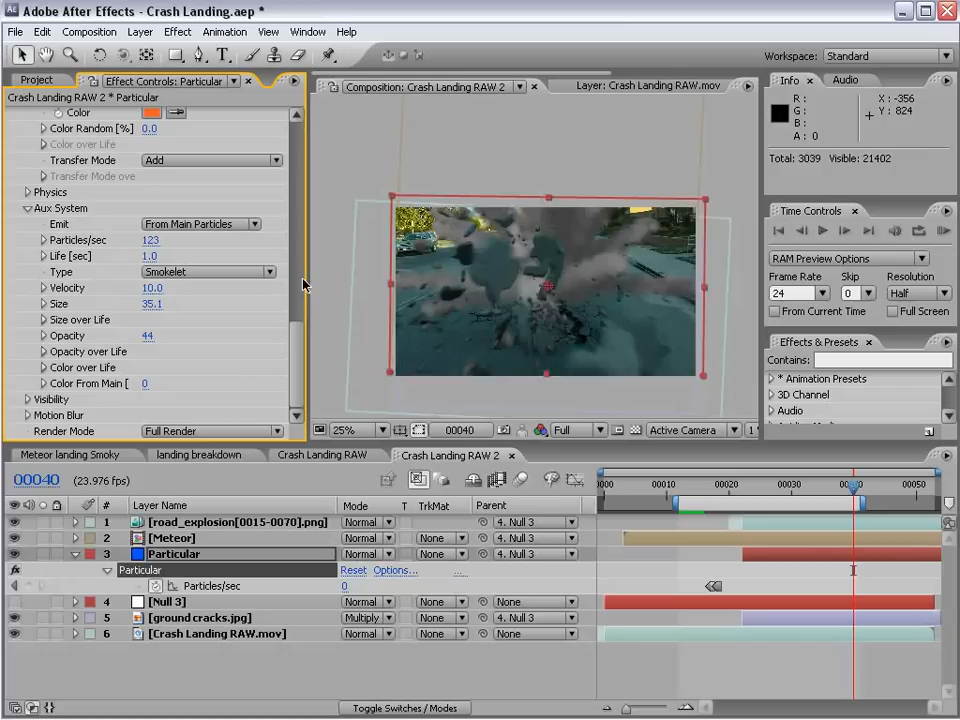 Adobe After Effects - Crash Landing.aep *
File Edit Composition Layer Effect Animation View Window Help
Workspace: Standard
Project Effect Controls: Particular
Composition: Crash Landing RAW 2 Layer: Crash Landing RAW.mov
Info Audio
Crash Landing RAW 2 * Particular
R: X: -356
G: Y: 824
B:
A: 0
Total: 3039 Visible: 21402
Color
Color Random [%] 0.0
Color over Life
Transfer Mode Add
Transfer Mode ove
Physics
Aux System
Emit From Main Particles
Particles/sec 123
Life [sec] 1.0
Type Smokelet
Velocity 10.0
Size 35.1
Size over Life
Opacity 44
Opacity over Life
Color over Life
Color From Main [ 0
Visibility
Motion Blur
Render Mode Full Render
Time Controls
RAM Preview Options
Frame Rate Skip Resolution
24 0 Half
From Current Time Full Screen
Effects & Presets
Contains:
* Animation Presets
3D Channel
Audio
25% 00040 Full Active Camera 1
Meteor landing Smoky landing breakdown Crash Landing RAW Crash Landing RAW 2
00040 (23.976 fps)
0000 00010 00020 00030 00050
# Layer Name Mode T TrkMat Parent
1 [road_explosion[0015-0070].png] Normal 4. Null 3
2 [Meteor] Normal None 4. Null 3
3 Particular Normal None None
Particular Reset Options... ...
Particles/sec 0
4 [Null 3] Normal None None
5 [ground cracks.jpg] Multiply None 4. Null 3
6 [Crash Landing RAW.mov] Normal None None
Toggle Switches / Modes